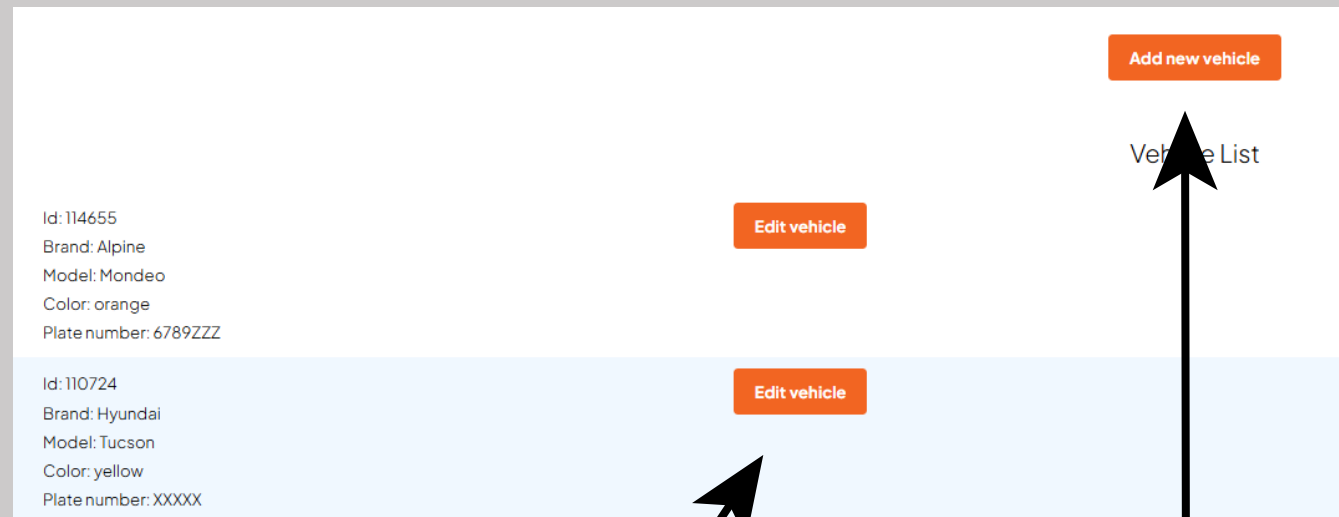 Add new vehicle
Vehicle List
Id: 114655
Edit vehicle
Brand: Alpine
Model: Mondeo
Color: orange
Plate number: 6789ZZZ
Id: 110724
Edit vehicle
Brand: Hyundai
Model: Tucson
Color: yellow
Plate number: XXXXX